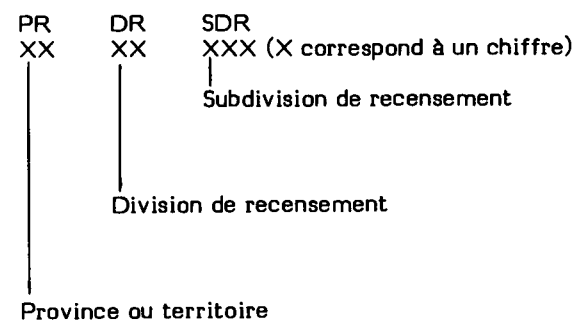 PR DR SDR
XX XX XXX (X correspond à un chiffre)
Subdivision de recensement
Division de recensement
Province ou territoire